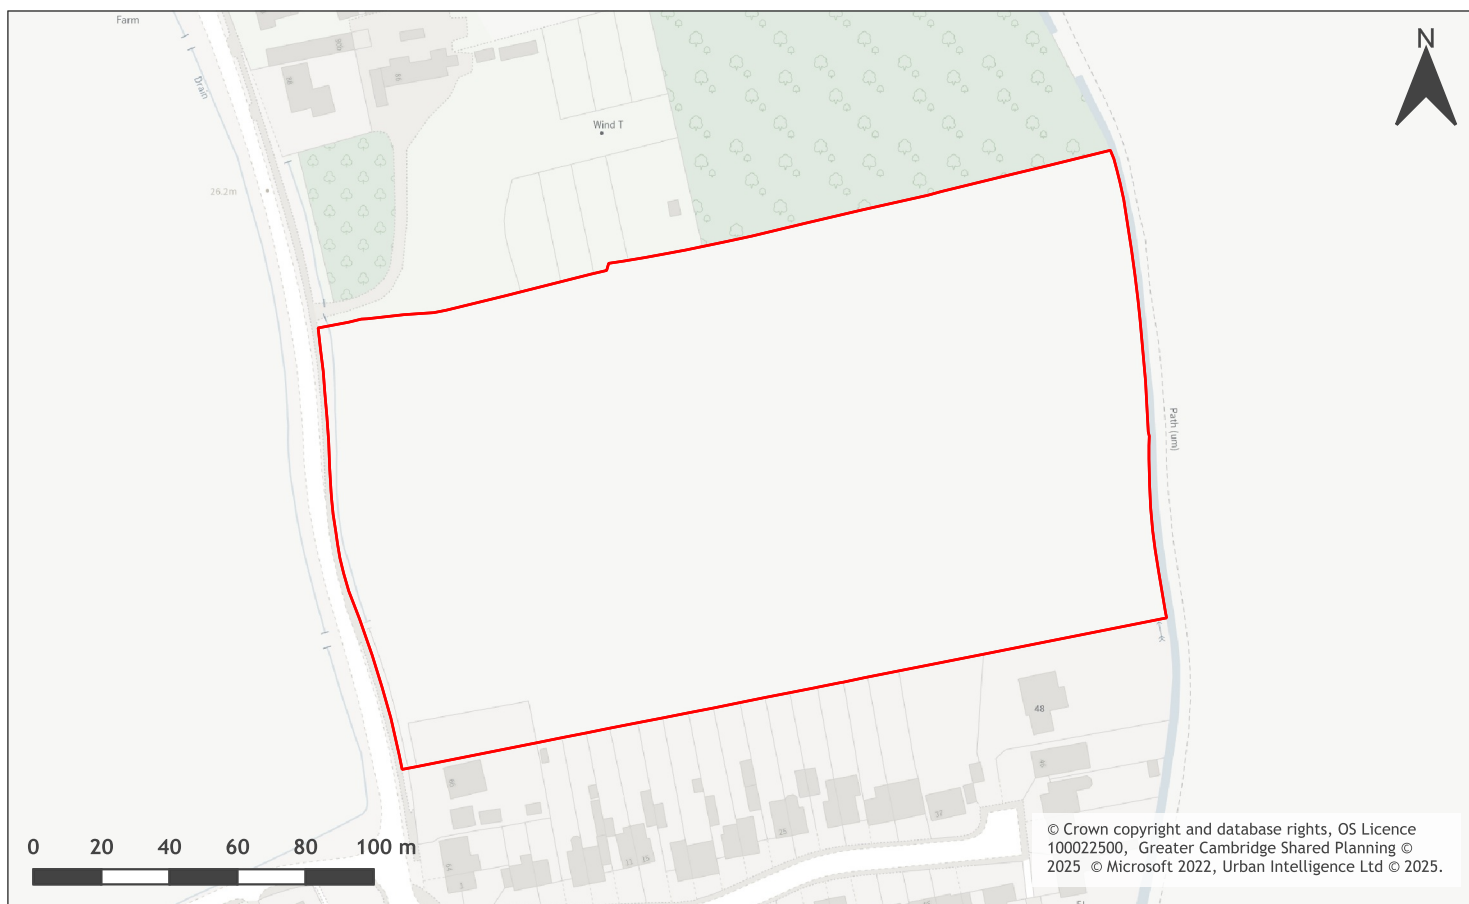 Farm
N
Drain
Wind T
26.2m
Path (um)
48
37
0 20 40 60 80 100 m
© Crown copyright and database rights, OS Licence
100022500, Greater Cambridge Shared Planning ©
2025 © Microsoft 2022, Urban Intelligence Ltd © 2025.